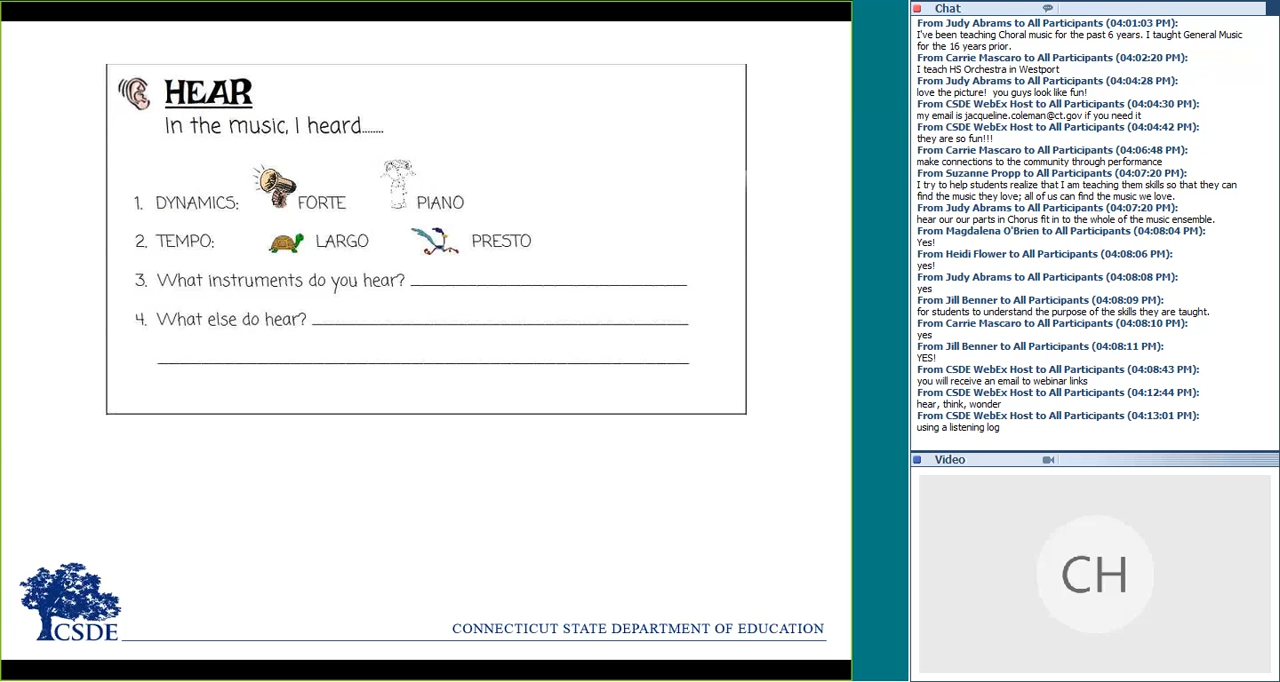 HEAR
In the music, I heard........
1. DYNAMICS: FORTE PIANO
2. TEMPO: LARGO PRESTO
3. What instruments do you hear?
4. What else do hear?
CSDE
CONNECTICUT STATE DEPARTMENT OF EDUCATION
Chat
From Judy Abrams to All Participants (04:01:03 PM):
I've been teaching Choral music for the past 6 years. I taught General Music
for the 16 years prior.
From Carrie Mascaro to All Participants (04:02:20 PM):
I teach HS Orchestra in Westport
From Judy Abrams to All Participants (04:04:28 PM):
love the picture! you guys look like fun!
From CSDE WebEx Host to All Participants (04:04:30 PM):
my email is jacqueline.coleman@ct.gov if you need it
From CSDE WebEx Host to All Participants (04:04:42 PM):
they are so fun!!!
From Carrie Mascaro to All Participants (04:06:48 PM):
make connections to the community through performance
From Suzanne Propp to All Participants (04:07:20 PM):
I try to help students realize that I am teaching them skills so that they can
find the music they love; all of us can find the music we love.
From Judy Abrams to All Participants (04:07:20 PM):
hear our our parts in Chorus fit in to the whole of the music ensemble.
From Magdalena O'Brien to All Participants (04:08:04 PM):
Yes!
From Heidi Flower to All Participants (04:08:06 PM):
yes!
From Judy Abrams to All Participants (04:08:08 PM):
yes
From Jill Benner to All Participants (04:08:09 PM):
for students to understand the purpose of the skills they are taught.
From Carrie Mascaro to All Participants (04:08:10 PM):
yes
From Jill Benner to All Participants (04:08:11 PM):
YES!
From CSDE WebEx Host to All Participants (04:08:43 PM):
you will receive an email to webinar links
From CSDE WebEx Host to All Participants (04:12:44 PM):
hear, think, wonder
From CSDE WebEx Host to All Participants (04:13:01 PM):
using a listening log
Video
CH